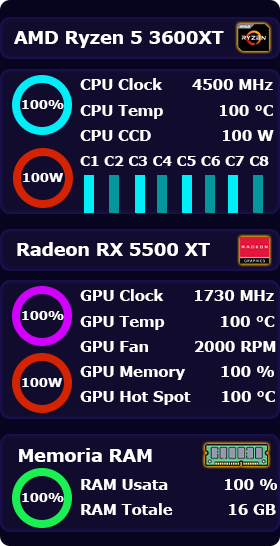 AMD Ryzen 5 3600XT
RYZEN
100%
CPU Clock 4500 MHz
CPU Temp 100 °C
CPU CCD 100 W
100W
C1 C2 C3 C4 C5 C6 C7 C8
Radeon RX 5500 XT
RADEON
GRAPHICS
100%
GPU Clock 1730 MHz
GPU Temp 100 °C
GPU Fan 2000 RPM
100W
GPU Memory 100 %
GPU Hot Spot 100 °C
Memoria RAM
100%
RAM Usata 100 %
RAM Totale 16 GB